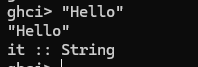 ghci> "Hello"
"Hello"
it :: String
ghci>